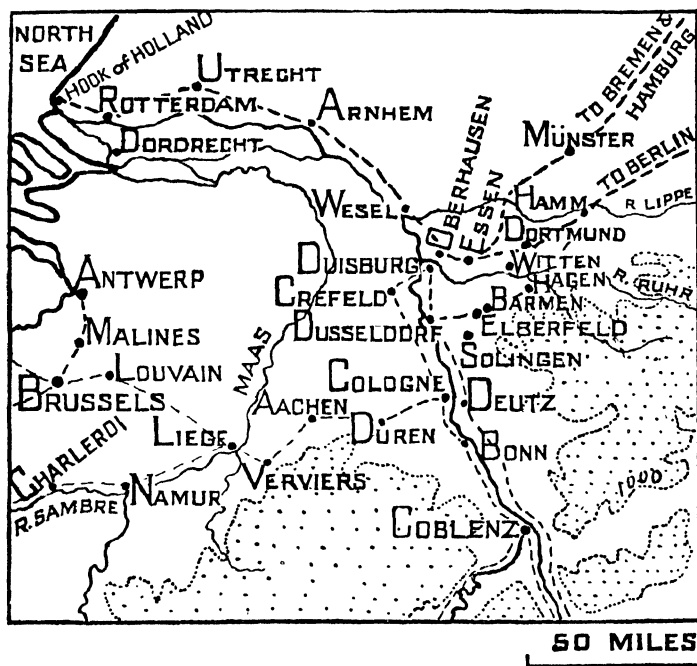 NORTH
SEA
HOOK of HOLLAND
UTRECHT
ROTTERDAM
ARNHEM
DORDRECHT
TO BREMEN &
HAMBURG
MÜNSTER
TO BERLIN
WESEL
OBERHAUSEN
ESSEN
HAMM
R. LIPPE
DORTMUND
DUISBURG
WITTEN
HAGEN
R. RUHR
ANTWERP
CREFELD
BARMEN
DUSSELDORF
ELBERFELD
MALINES
SOLINGEN
MAAS
LOUVAIN
BRUSSELS
COLOGNE
DEUTZ
AACHEN
DÜREN
CHARLERDI
LIEGE
BONN
VERVIERS
NAMUR
R. SAMBRE
1000
COBLENZ
50 MILES